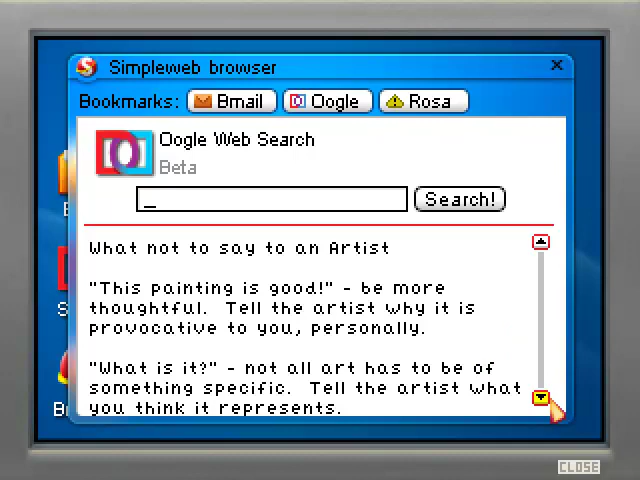 Simpleweb browser
Bookmarks: Bmail Oogle Rosa
Oogle Web Search
Beta
_ Search!
What not to say to an Artist
"This painting is good!" - be more
thoughtful. Tell the artist why it is
provocative to you, personally.
"What is it?" - not all art has to be of
something specific. Tell the artist what
you think it represents.
CLOSE